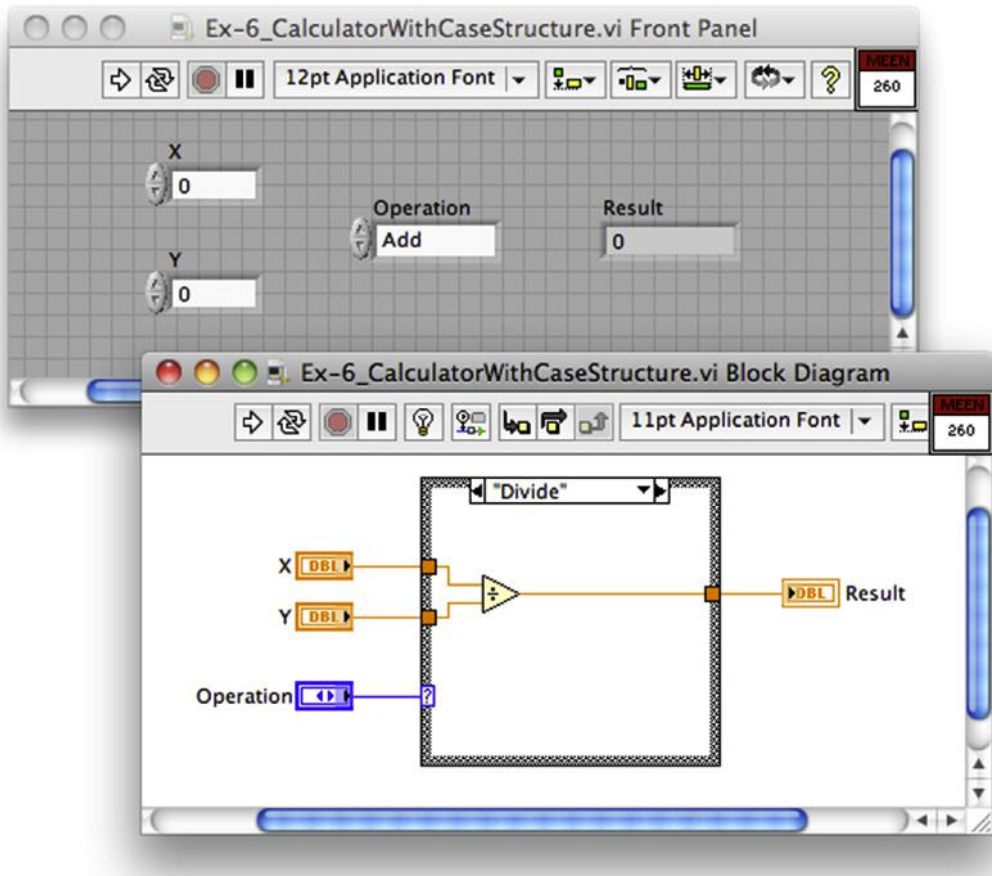 Ex-6_CalculatorWithCaseStructure.vi Front Panel
12pt Application Font
?
MEEN
260
X
0
Operation
Add
Result
0
Y
0
Ex-6_CalculatorWithCaseStructure.vi Block Diagram
11pt Application Font
MEEN
260
"Divide"
X DBL
÷
DBL Result
Y DBL
Operation
?